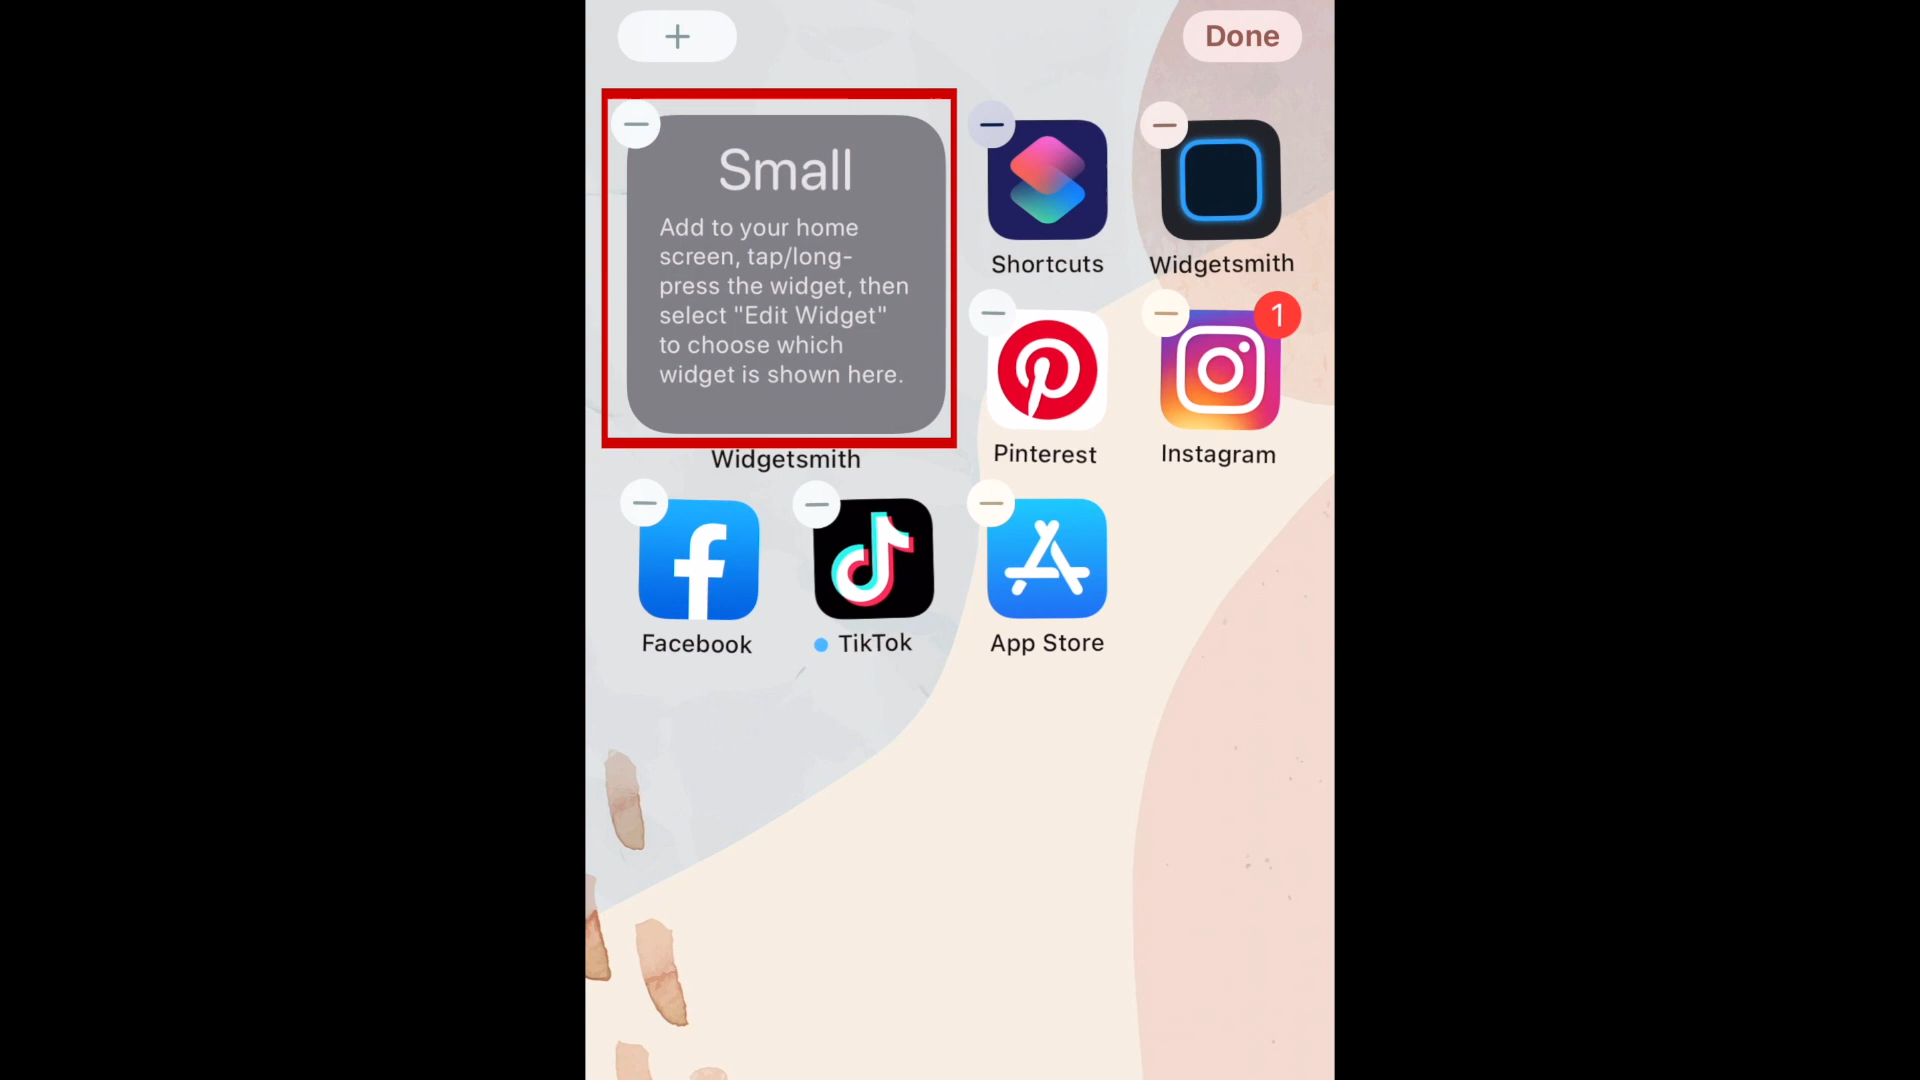 +
Done
Small
Add to your home
screen, tap/long-
press the widget, then
select "Edit Widget"
to choose which
widget is shown here.
Widgetsmith
Shortcuts
Widgetsmith
1
Pinterest
Instagram
Facebook
TikTok
App Store